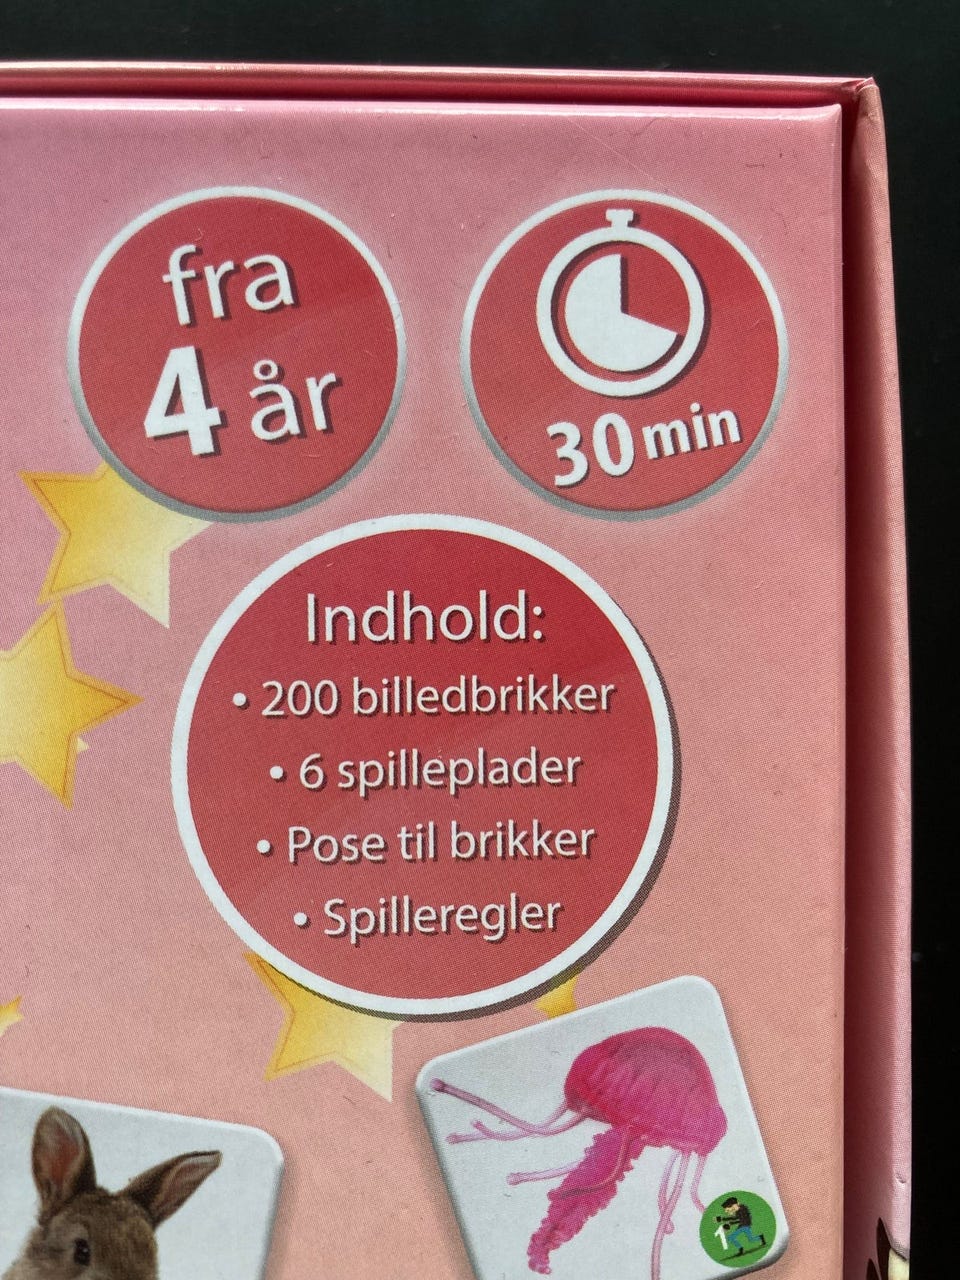 fra
4 år
30 min
Indhold:
• 200 billedbrikker
• 6 spilleplader
• Pose til brikker
• Spilleregler
1